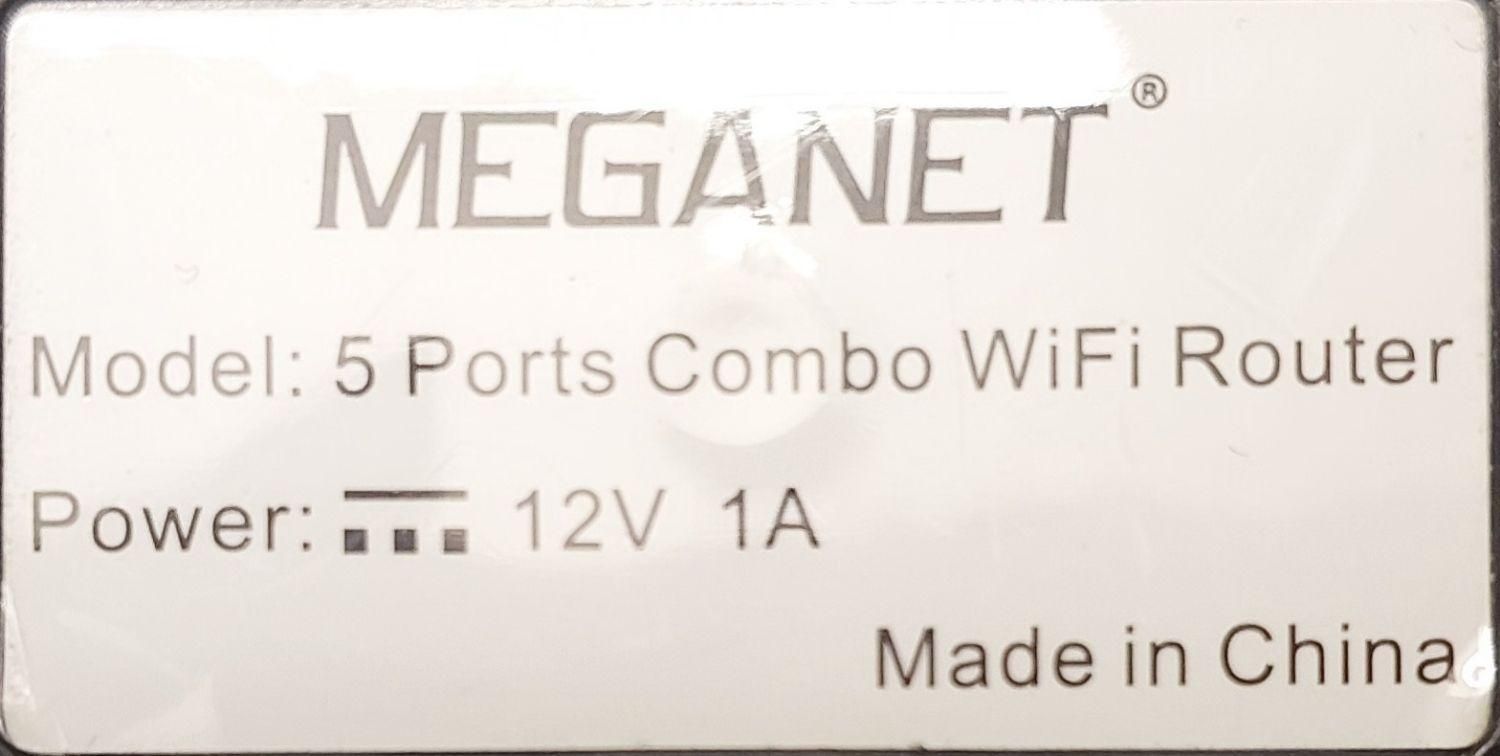 MEGANET®
Model: 5 Ports Combo WiFi Router
Power: ⎓ 12V 1A
Made in China